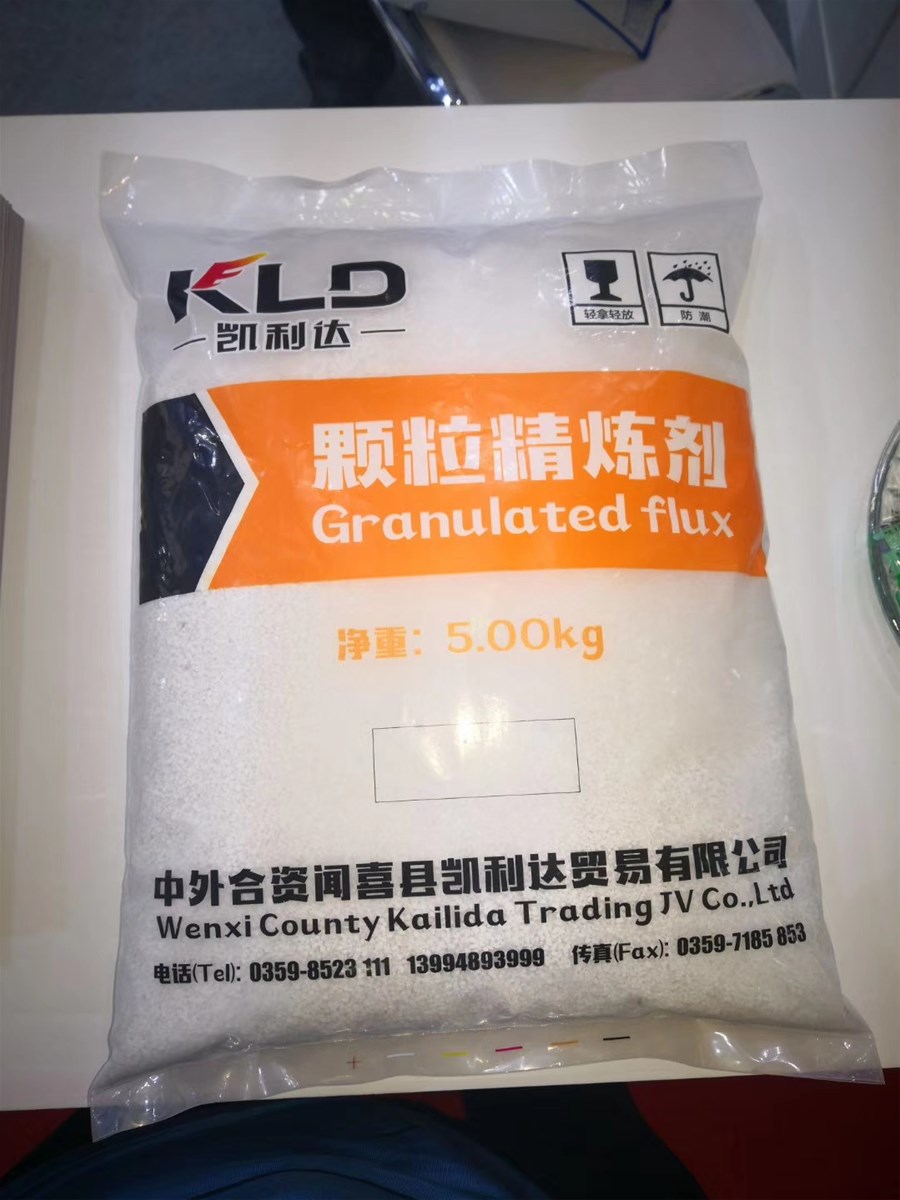 KLD
凯利达
轻拿轻放
防潮
颗粒精炼剂
Granulated flux
净重：5.00kg
中外合资闻喜县凯利达贸易有限公司
Wenxi County Kailida Trading JV Co.,Ltd
电话(Tel): 0359-8523 111 13994893999 传真(Fax): 0359-7185 853